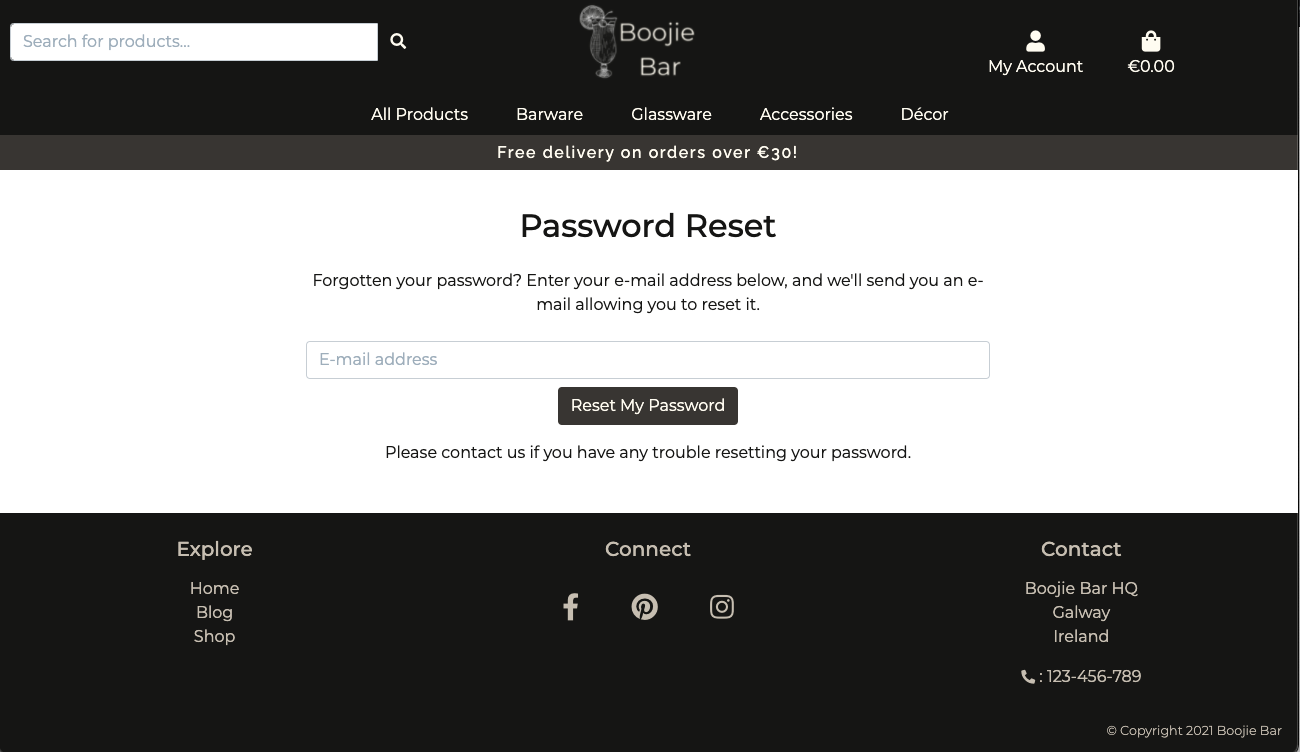 Search for products...
Boojie
Bar
My Account
€0.00
All Products
Barware
Glassware
Accessories
Décor
Free delivery on orders over €30!
Password Reset
Forgotten your password? Enter your e-mail address below, and we'll send you an e-
mail allowing you to reset it.
E-mail address
Reset My Password
Please contact us if you have any trouble resetting your password.
Explore
Home
Blog
Shop
Connect
Contact
Boojie Bar HQ
Galway
Ireland
: 123-456-789
© Copyright 2021 Boojie Bar